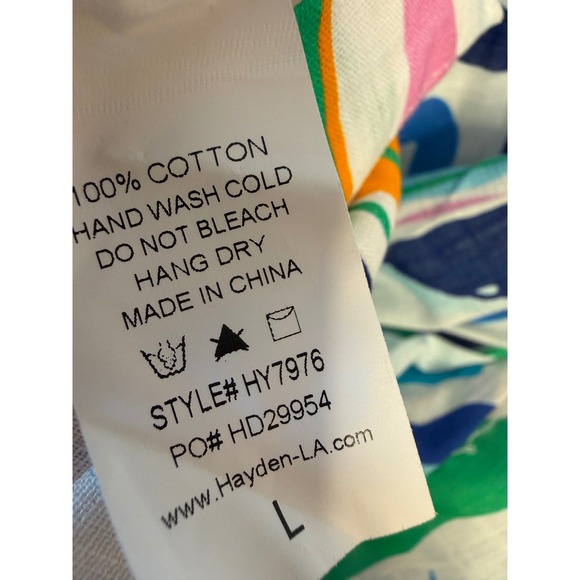 100% COTTON
HAND WASH COLD
DO NOT BLEACH
HANG DRY
MADE IN CHINA
STYLE# HY7976
PO# HD29954
www.Hayden-LA.com
L